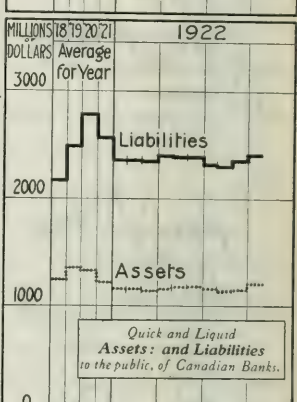 MILLIONS '18 '19 '20 '21 1922
OF
DOLLARS Average
for Year
3000
Liabilities
2000
Assets
1000
Quick and Liquid
Assets: and Liabilities
to the public, of Canadian Banks.
0